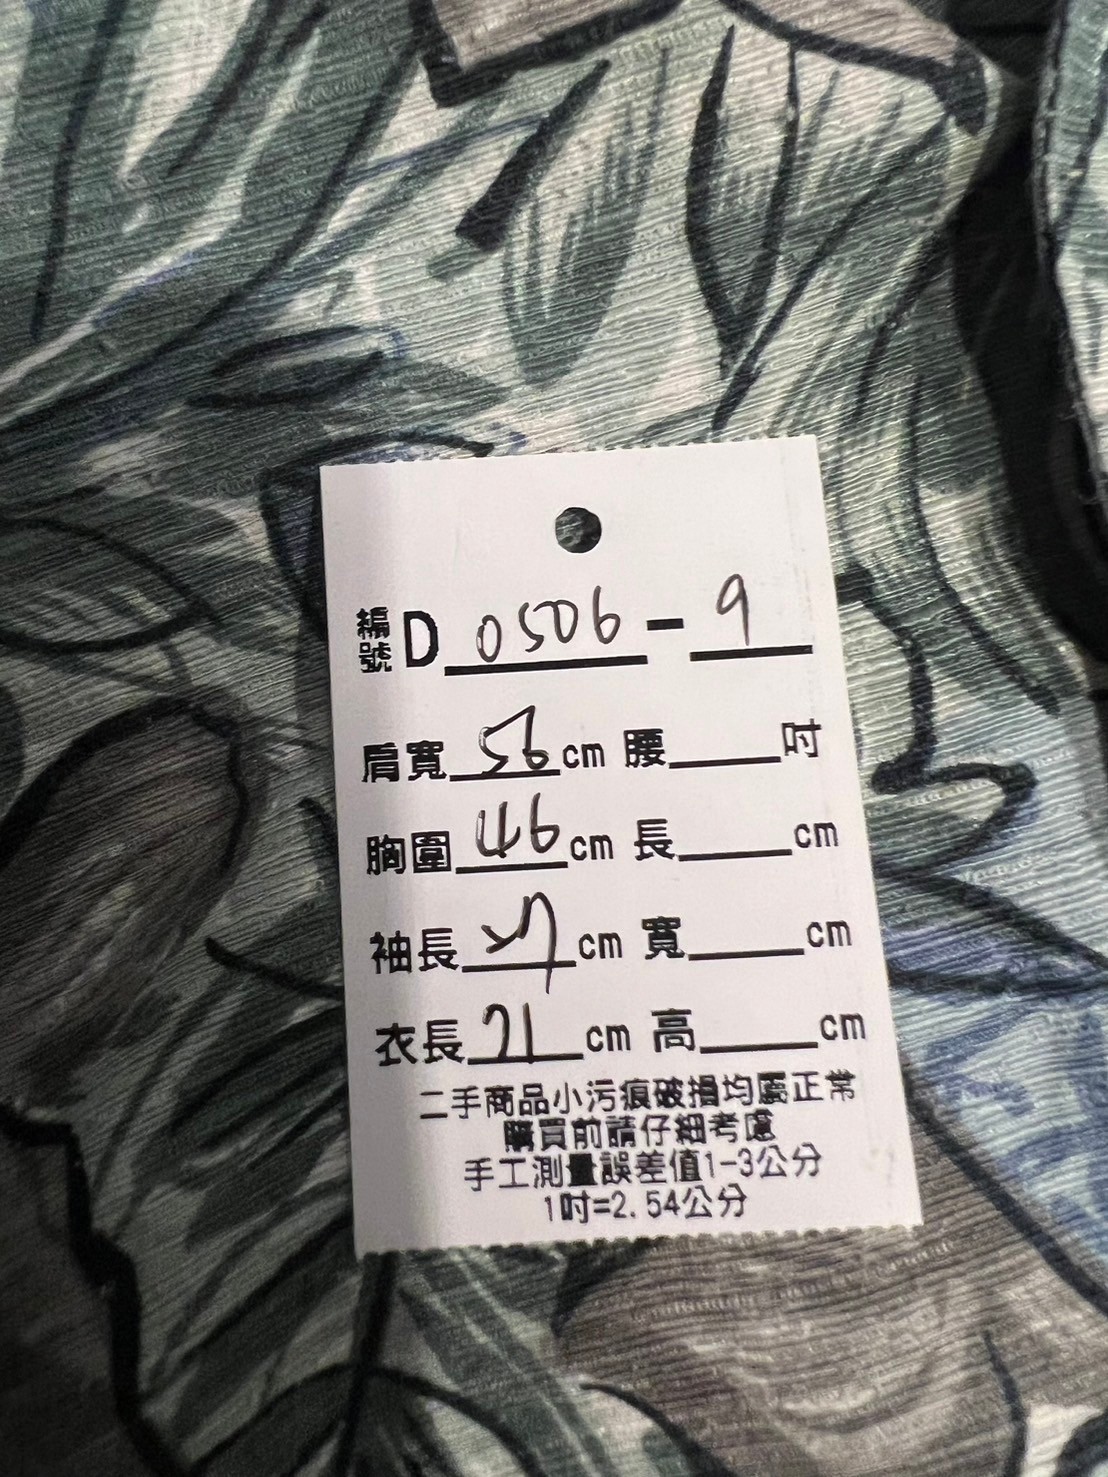 編號 D 0506 - 9
肩寬 56 cm 腰 吋
胸圍 46 cm 長 cm
袖長 cm 寬 cm
衣長 71 cm 高 cm
二手商品小污痕破損均屬正常
購買前請仔細考慮
手工測量誤差值1-3公分
1吋=2.54公分